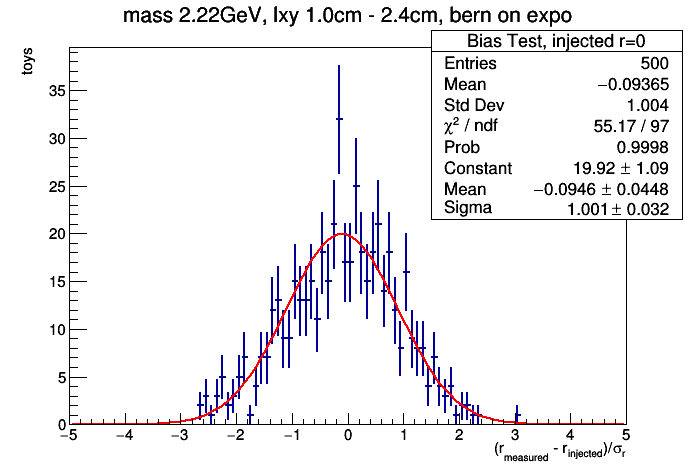 mass 2.22GeV, lxy 1.0cm - 2.4cm, bern on expo
toys
Bias Test, injected r=0
Entries 500
Mean −0.09365
Std Dev 1.004
χ² / ndf 55.17 / 97
Prob 0.9998
Constant 19.92 ± 1.09
Mean −0.0946 ± 0.0448
Sigma 1.001 ± 0.032
35
30
25
20
15
10
5
0
−5 −4 −3 −2 −1 0 1 2 3 4 5
(r_measured - r_injected)/σ_r